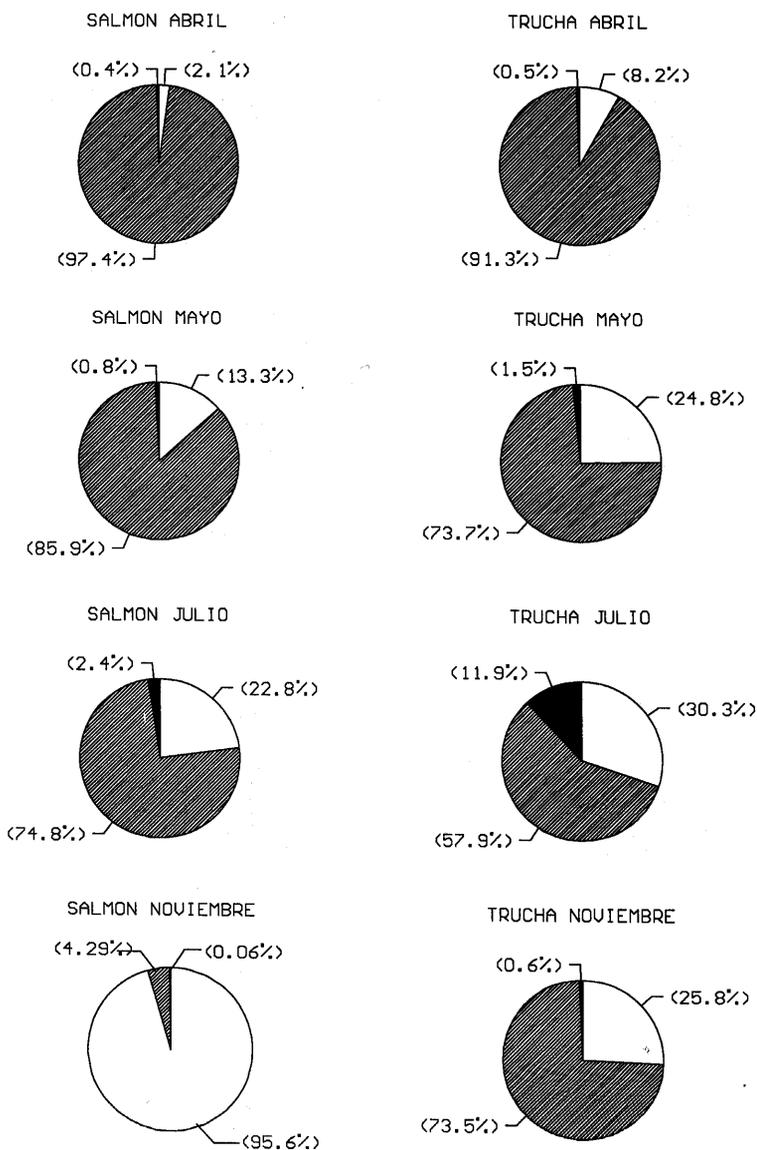 SALMON ABRIL
(0.4%) (2.1%)
(97.4%)
TRUCHA ABRIL
(0.5%) (8.2%)
(91.3%)
SALMON MAYO
(0.8%) (13.3%)
(85.9%)
TRUCHA MAYO
(1.5%) (24.8%)
(73.7%)
SALMON JULIO
(2.4%) (22.8%)
(74.8%)
TRUCHA JULIO
(11.9%) (30.3%)
(57.9%)
SALMON NOVIEMBRE
(4.29%) (0.06%)
(95.6%)
TRUCHA NOVIEMBRE
(0.6%) (25.8%)
(73.5%)